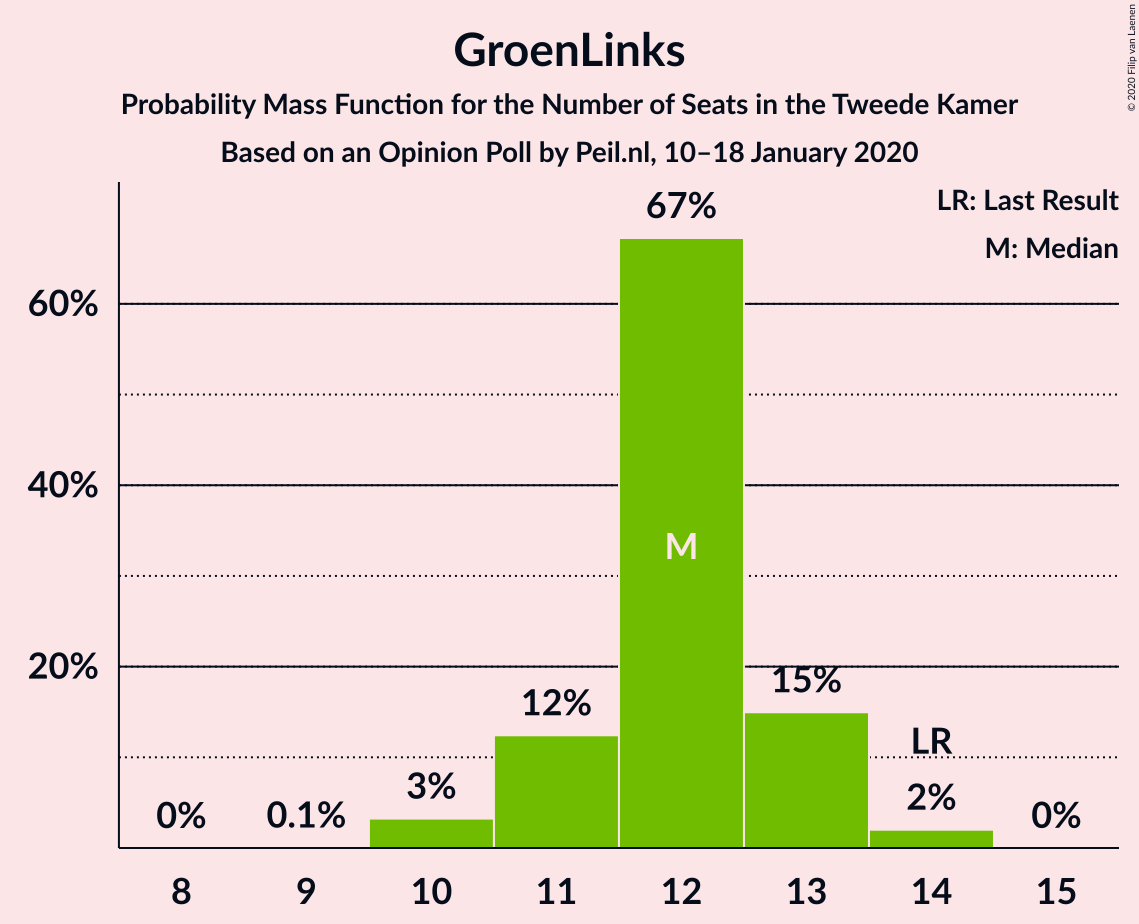 GroenLinks
Probability Mass Function for the Number of Seats in the Tweede Kamer
Based on an Opinion Poll by Peil.nl, 10–18 January 2020
© 2020 Filip van Laenen
LR: Last Result
M: Median
60%
40%
20%
0%
0.1%
3%
12%
67%
M
15%
LR
2%
0%
8
9
10
11
12
13
14
15